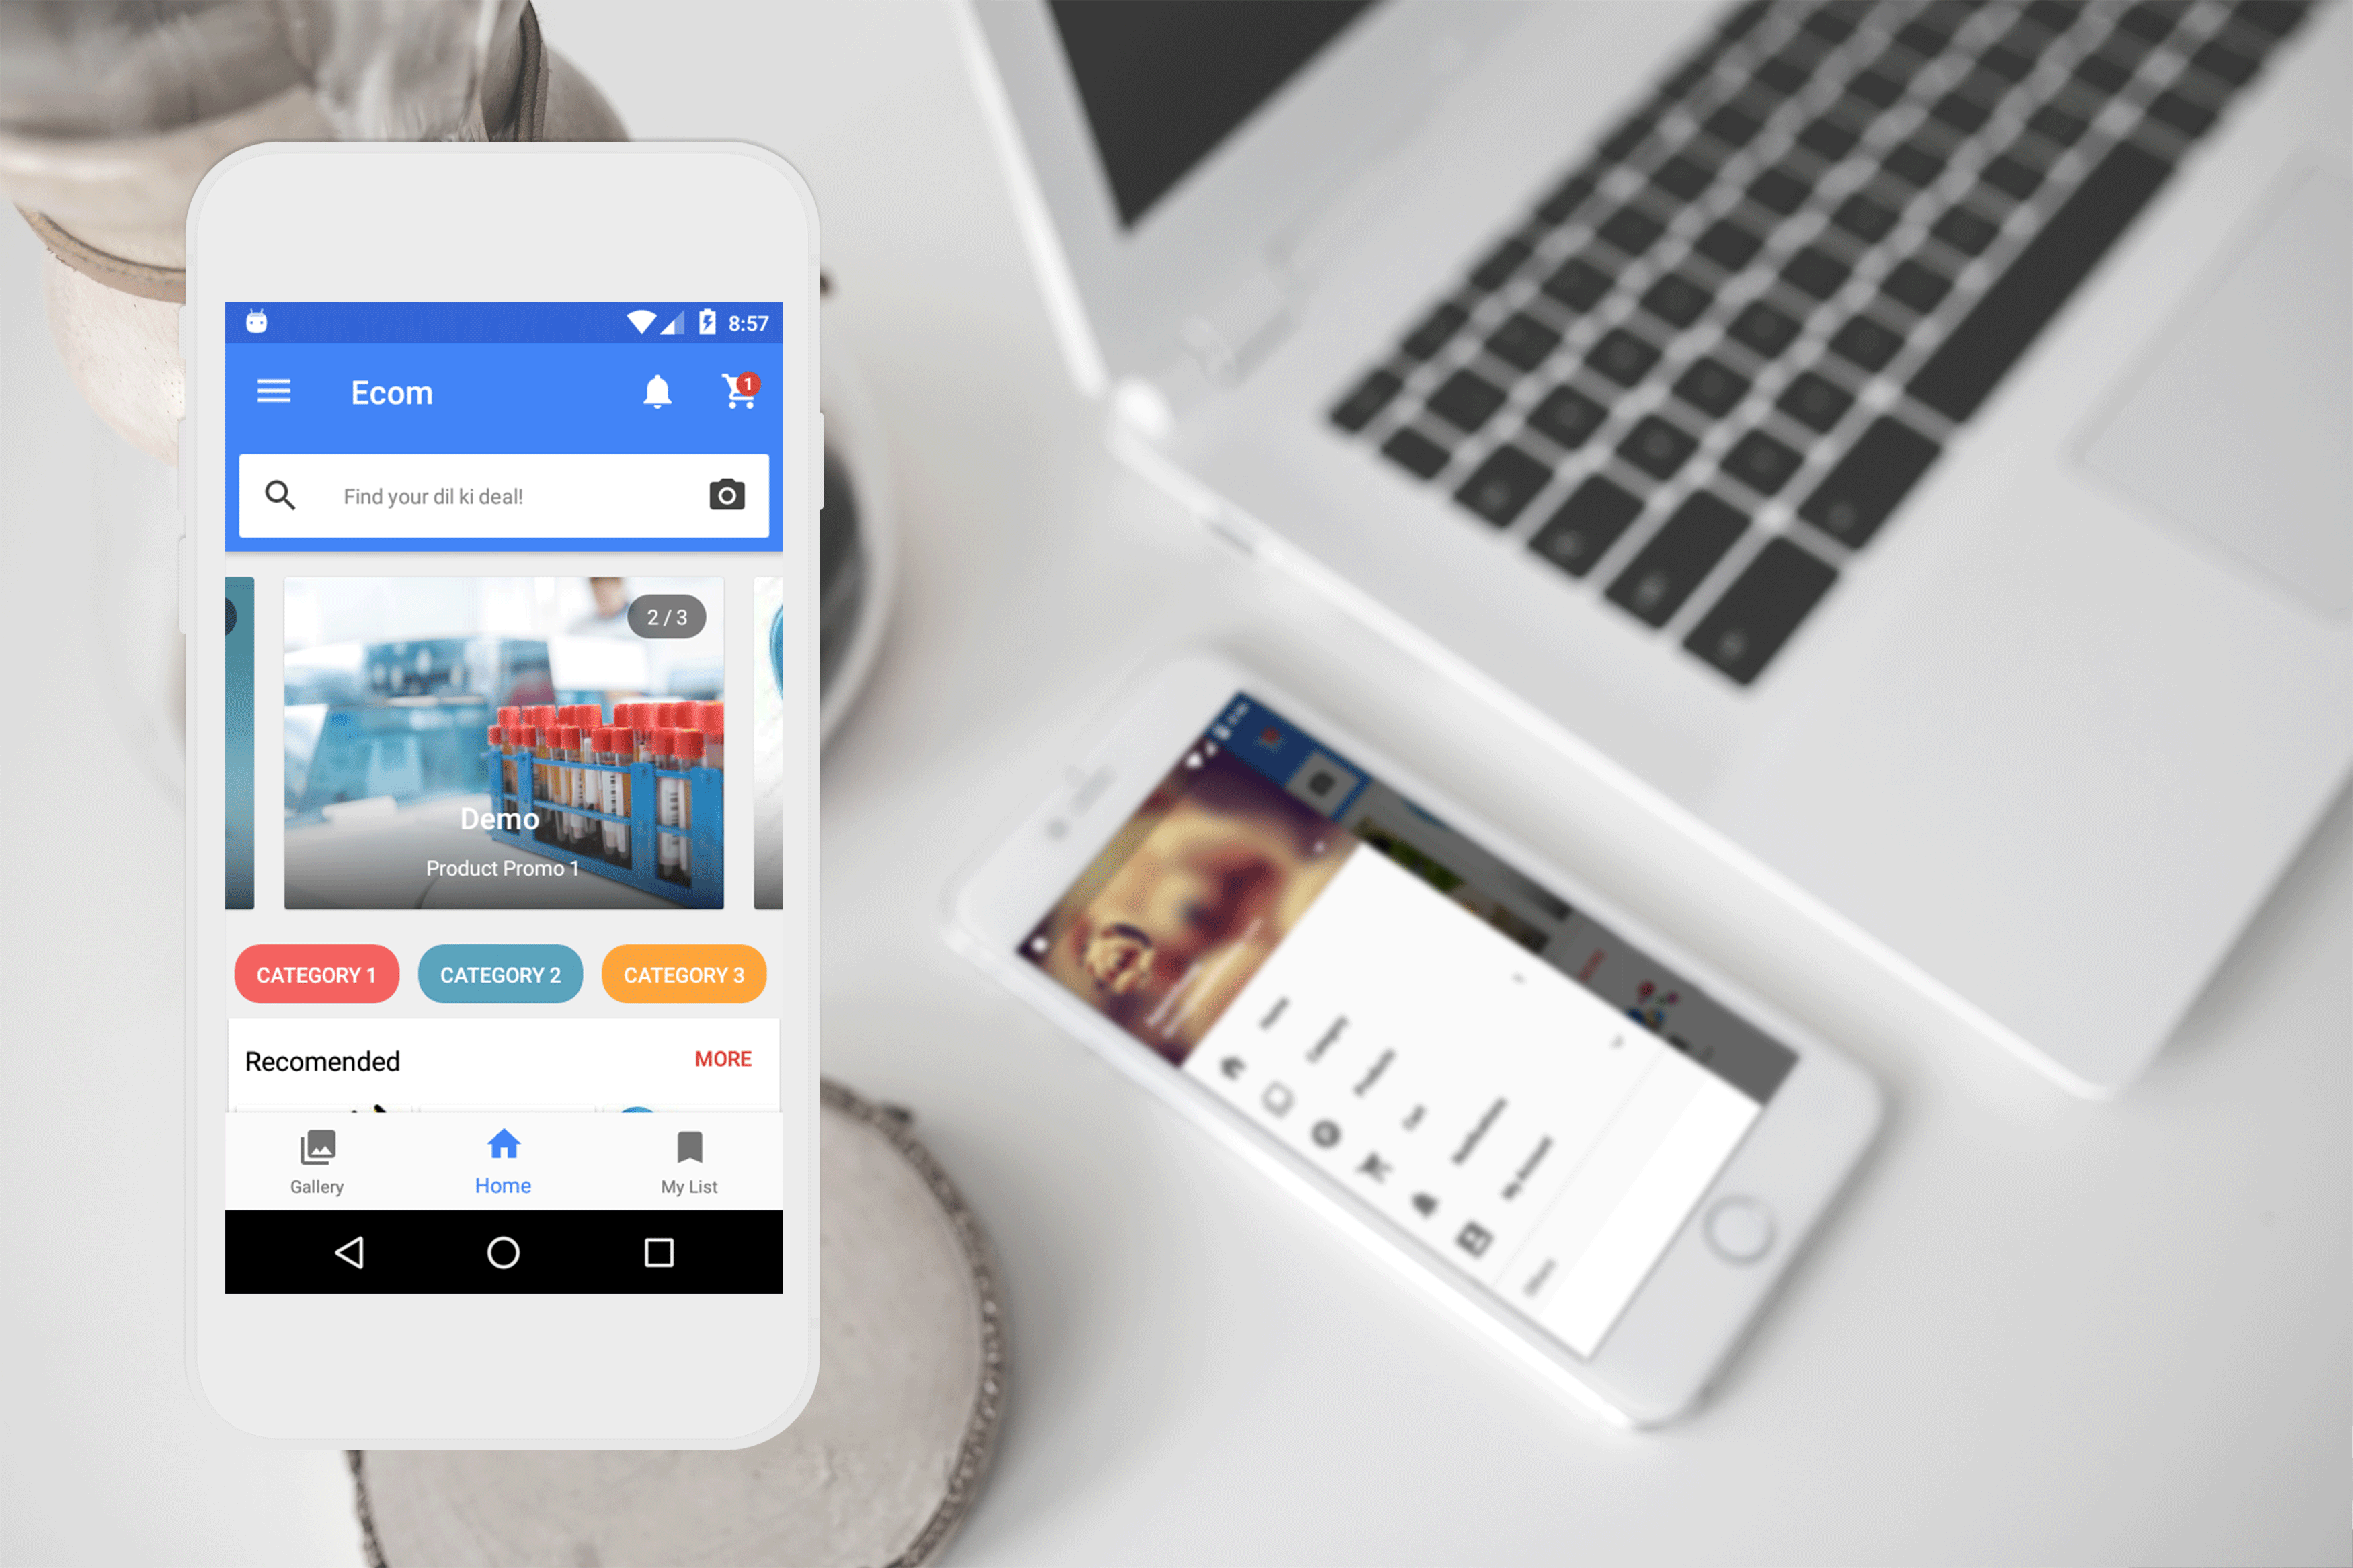 8:57
Ecom
1
Find your dil ki deal!
2 / 3
Demo
Product Promo 1
CATEGORY 1
CATEGORY 2
CATEGORY 3
Recomended
MORE
Gallery
Home
My List